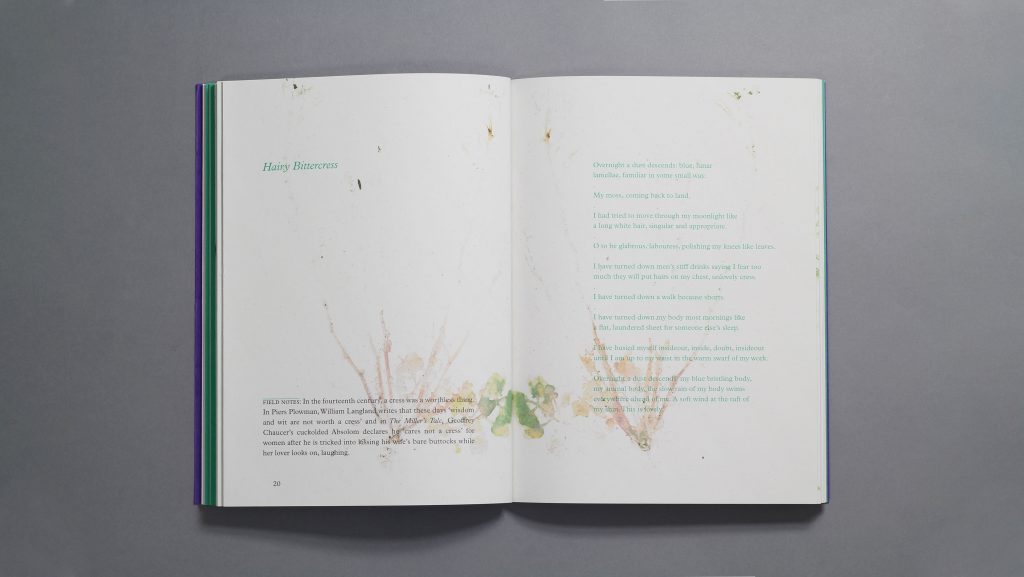 Hairy Bittercress
FIELD NOTES: In the fourteenth century, a cress was a worthless thing.
In Piers Plowman, William Langland writes that these days 'wisdom
and wit are not worth a cress' and in The Miller's Tale, Geoffrey
Chaucer's cuckolded Absolom declares he 'cares not a cress' for
women after he is tricked into kissing his wife's bare buttocks while
her lover looks on, laughing.
20
Overnight a dust descends: blue, lunar
lamellae, familiar in some small way.
My moss, coming back to land.
I had tried to move through my moonlight like
a long white hair, singular and appropriate.
O to be glabrous, labouress, polishing my knees like leaves.
I have turned down men's stiff drinks saying I fear too
much they will put hairs on my chest, unlovely cress.
I have turned down a walk because shorts.
I have turned down my body most mornings like
a flat, laundered sheet for someone else's sleep.
I have busied myself insideout, inside, doubt, insideout
until I am up to my waist in the warm swarf of my work.
Overnight a dust descends: my blue bristling body,
my animal body, the slow rain of my body swims
everywhere ahead of me. A soft wind at the tuft of
my chin. This is lovely.